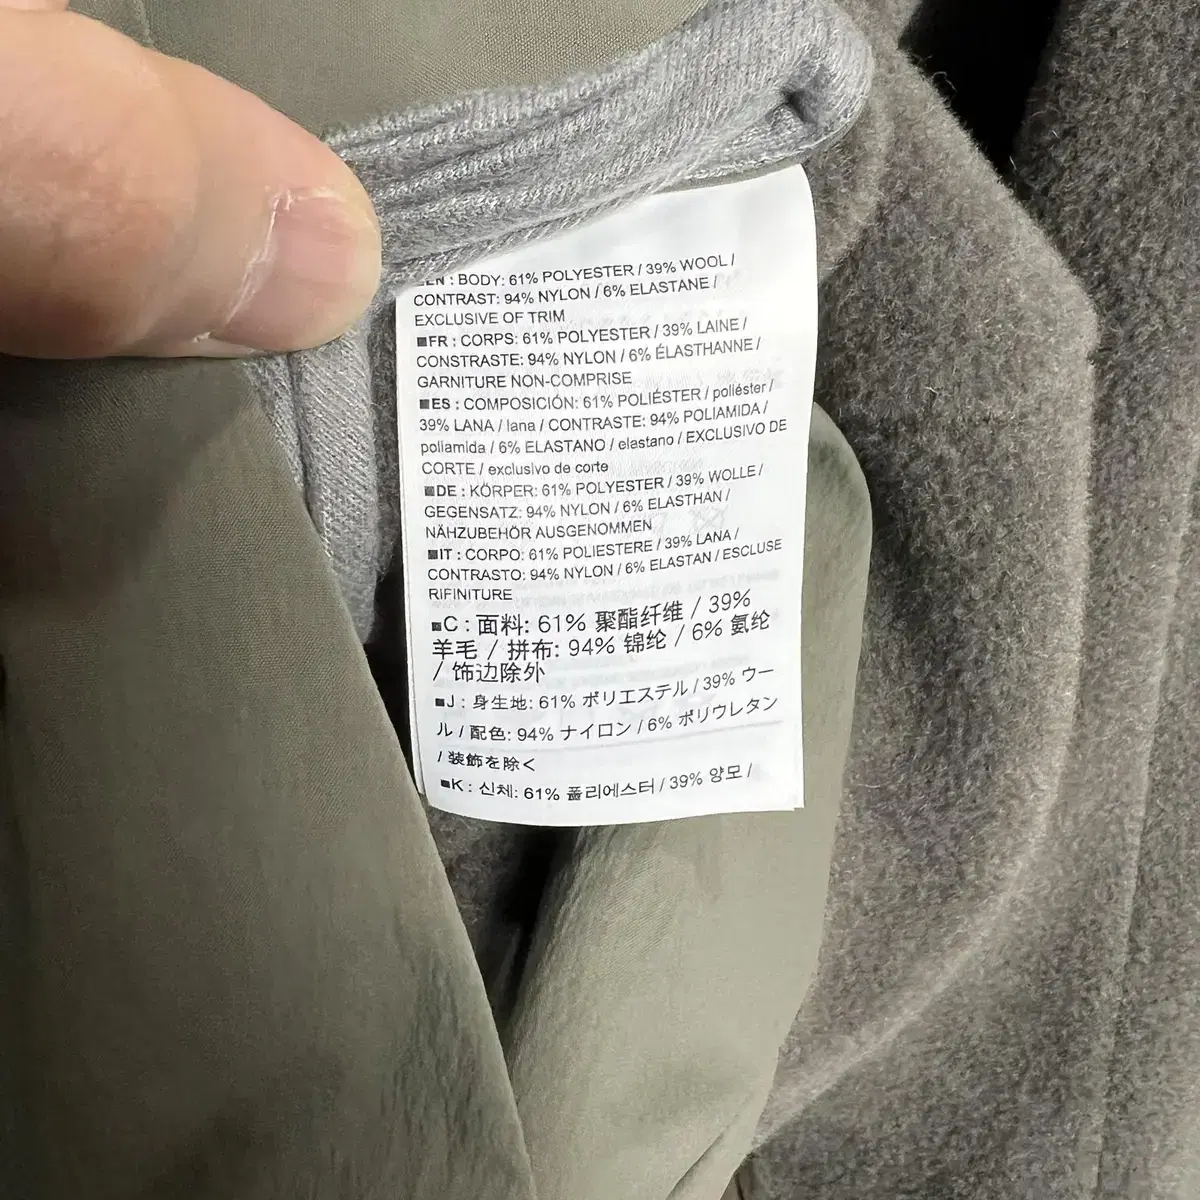 EN : BODY: 61% POLYESTER / 39% WOOL /
CONTRAST: 94% NYLON / 6% ELASTANE /
EXCLUSIVE OF TRIM
■FR : CORPS: 61% POLYESTER / 39% LAINE /
CONSTRASTE: 94% NYLON / 6% ÉLASTHANNE /
GARNITURE NON-COMPRISE
■ES : COMPOSICIÓN: 61% POLIÉSTER / poliéster /
39% LANA / lana / CONTRASTE: 94% POLIAMIDA /
poliamida / 6% ELASTANO / elastano / EXCLUSIVO DE
CORTE / exclusivo de corte
■DE : KÖRPER: 61% POLYESTER / 39% WOLLE /
GEGENSATZ: 94% NYLON / 6% ELASTHAN /
NÄHZUBEHÖR AUSGENOMMEN
■IT : CORPO: 61% POLIESTERE / 39% LANA /
CONTRASTO: 94% NYLON / 6% ELASTAN / ESCLUSE
RIFINITURE
■C : 面料: 61% 聚酯纤维 / 39%
羊毛 / 拼布: 94% 锦纶 / 6% 氨纶
/ 饰边除外
■J : 身生地: 61% ポリエステル / 39% ウー
ル / 配色: 94% ナイロン / 6% ポリウレタン
/ 装飾を除く
■K : 신체: 61% 폴리에스터 / 39% 양모 /